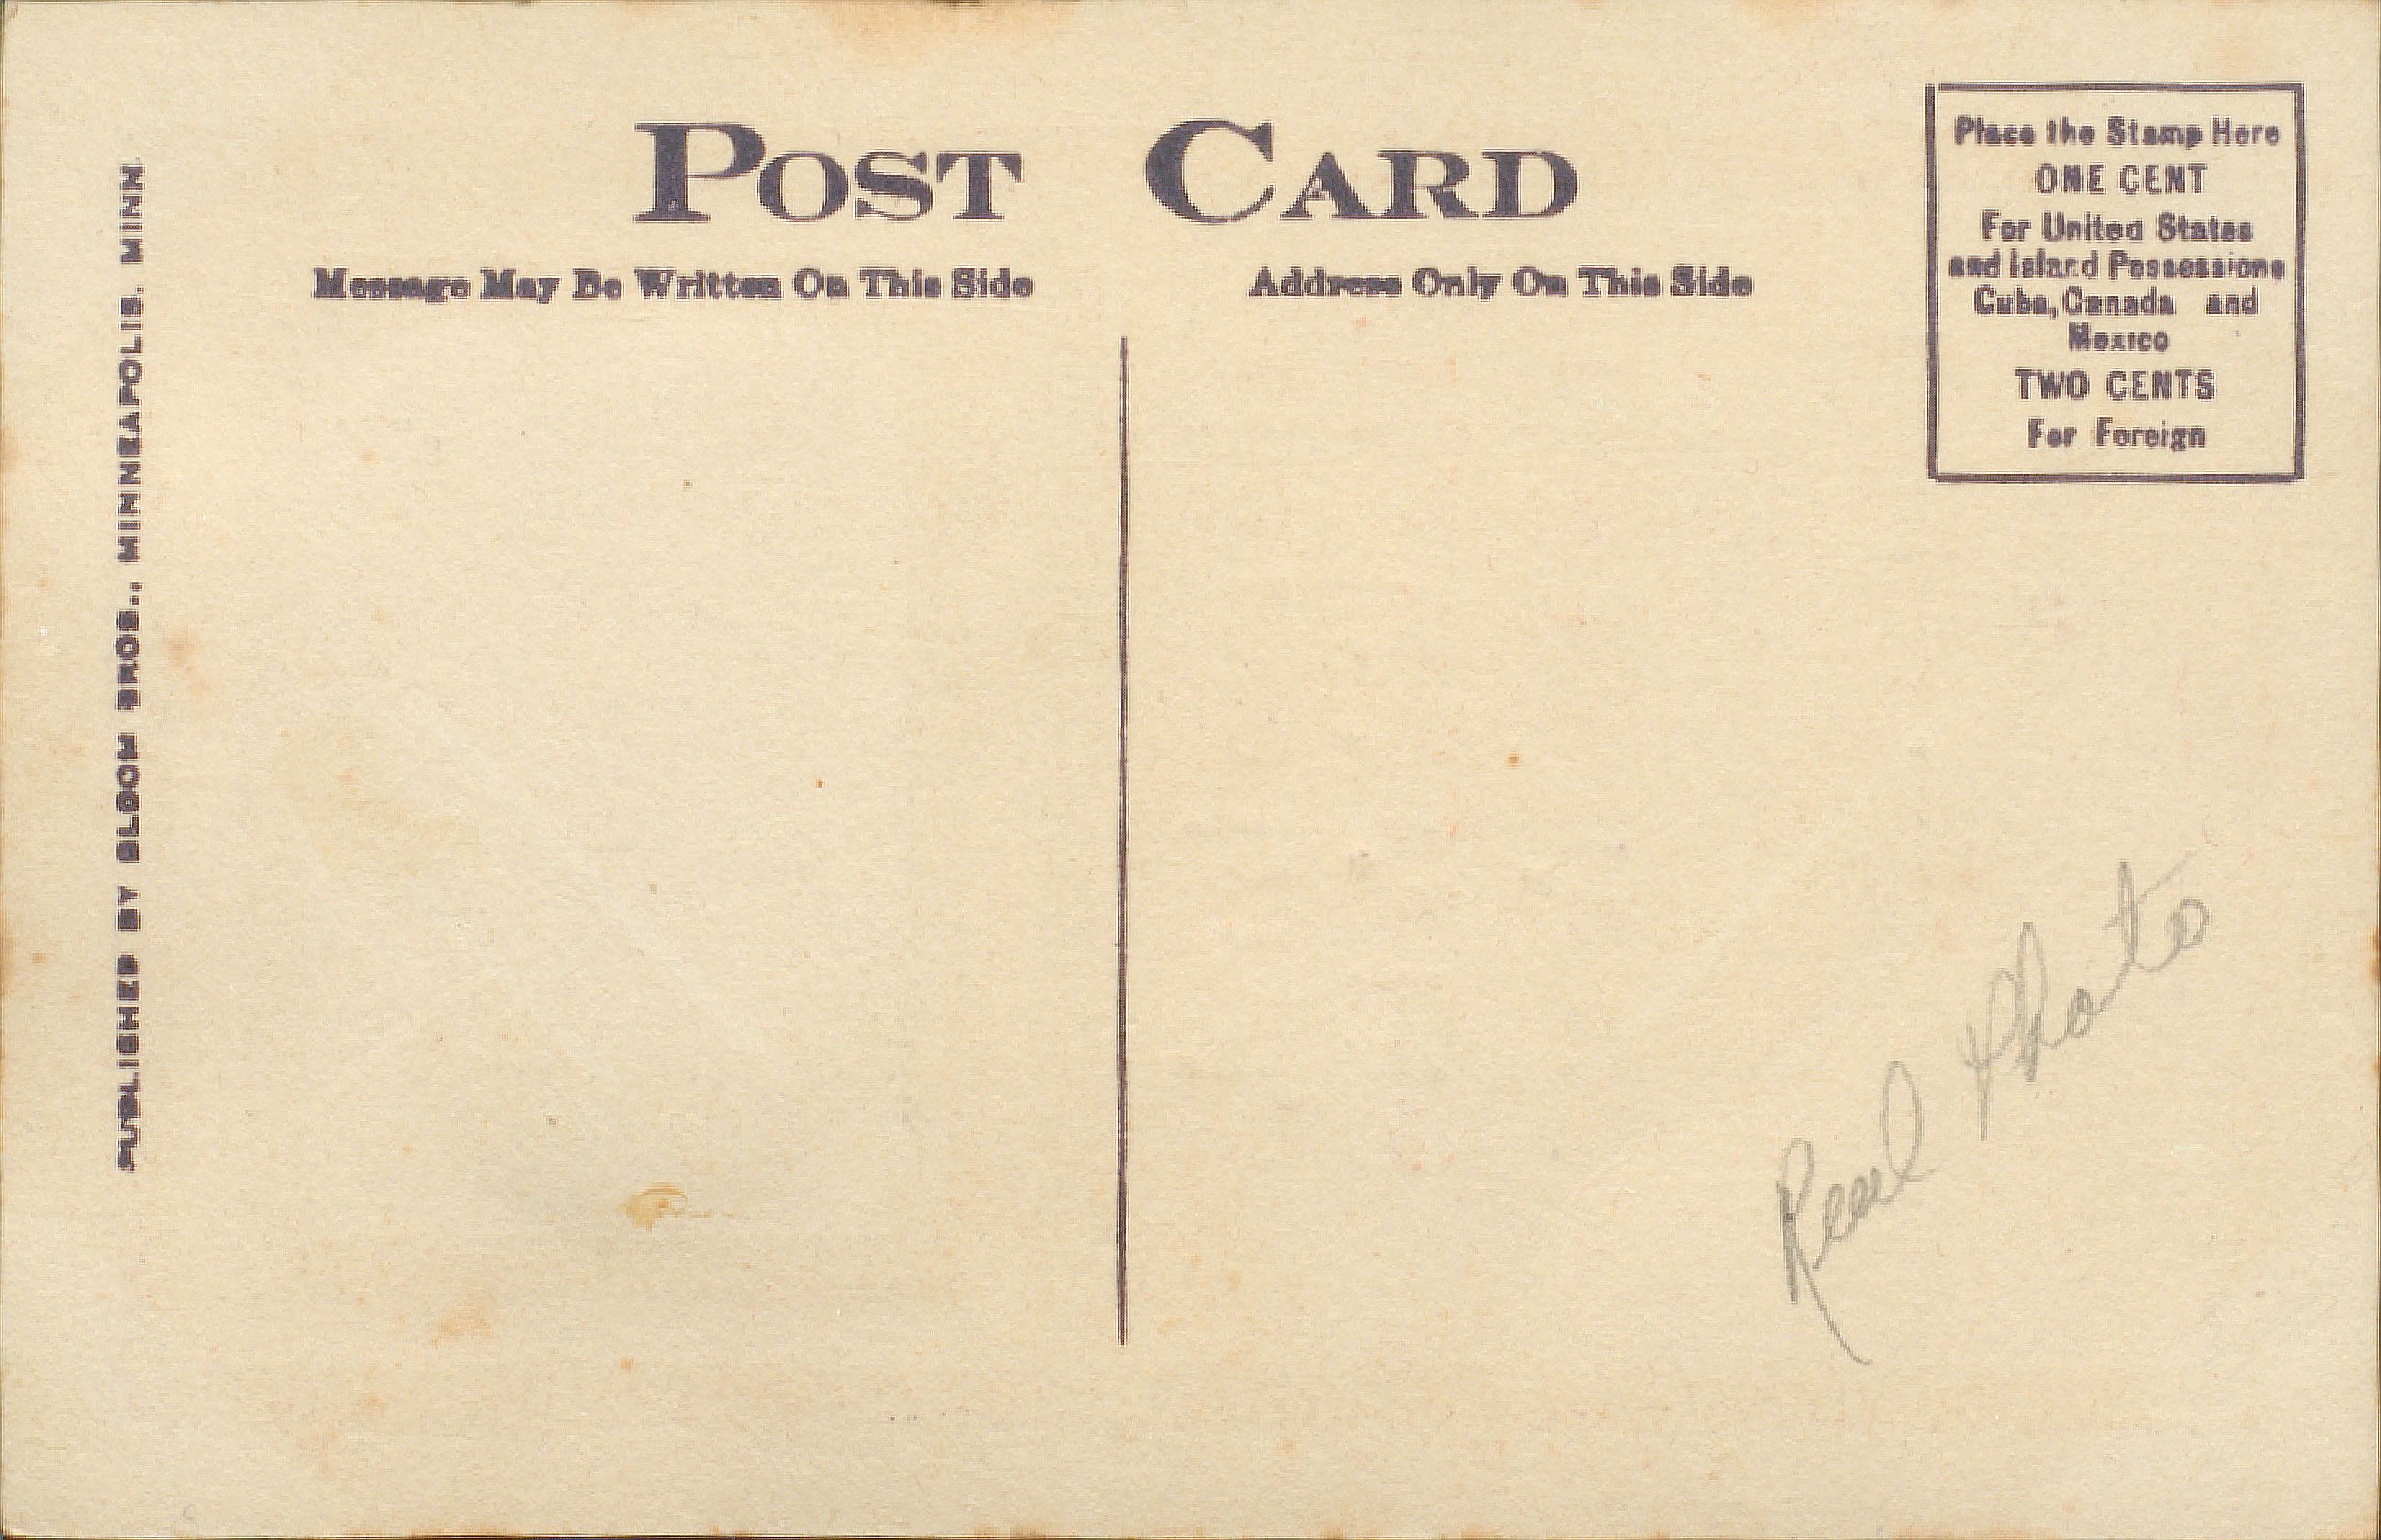 POST CARD
Message May Be Written On This Side
Address Only On This Side
Place the Stamp Here
ONE CENT
For United States
and Island Possessions
Cuba, Canada and
Mexico
TWO CENTS
For Foreign
PUBLISHED BY BLOOM BROS., MINNEAPOLIS. MINN.
Real Photo